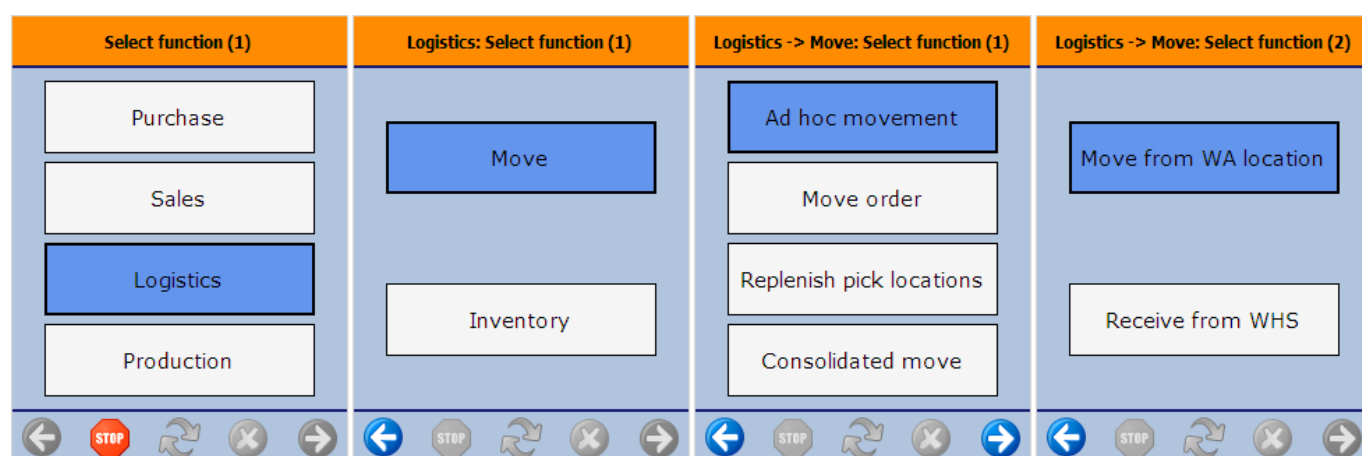 Select function (1)
Purchase
Sales
Logistics
Production
STOP
Logistics: Select function (1)
Move
Inventory
STOP
Logistics -> Move: Select function (1)
Ad hoc movement
Move order
Replenish pick locations
Consolidated move
STOP
Logistics -> Move: Select function (2)
Move from WA location
Receive from WHS
STOP